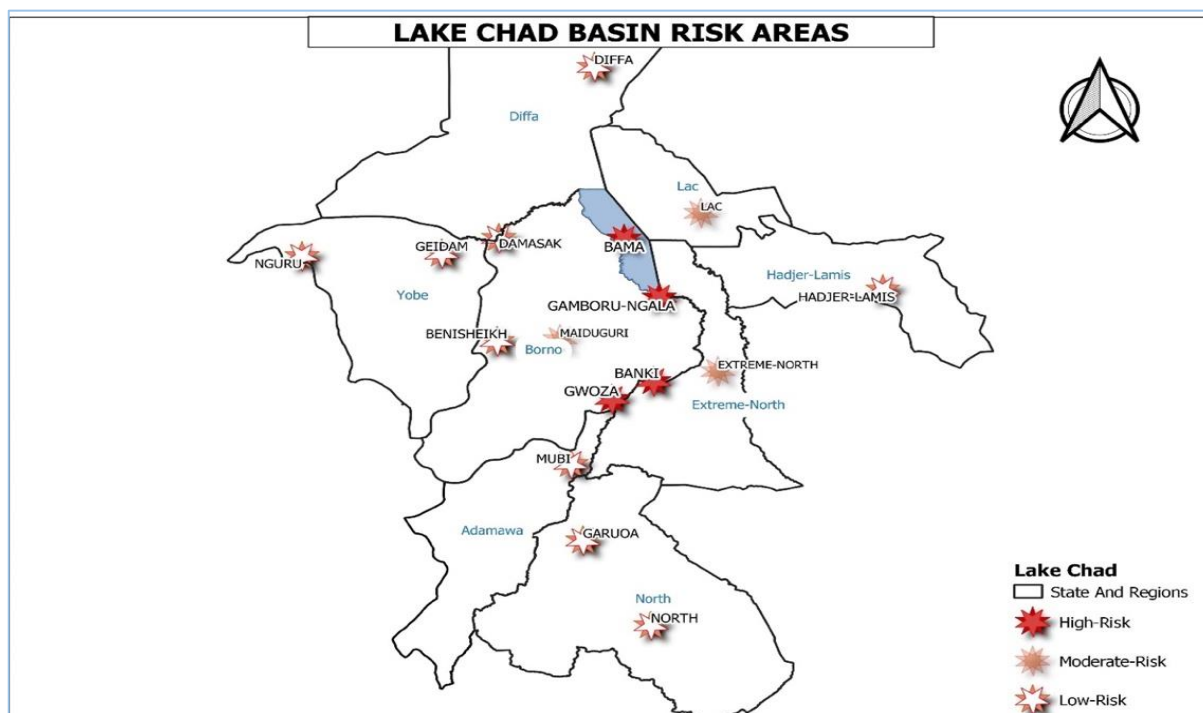 LAKE CHAD BASIN RISK AREAS
DIFFA
Diffa
Lac
LAC
GEIDAM
DAMASAK
BAMA
NGURU
Hadjer-Lamis
Yobe
HADJER-LAMIS
GAMBORU-NGALA
BENISHEIKH
MAIDUGURI
Borno
EXTREME-NORTH
BANKI
GWOZA
Extreme-North
MUBI
Adamawa
GARUOA
North
NORTH
Lake Chad
State And Regions
High-Risk
Moderate-Risk
Low-Risk